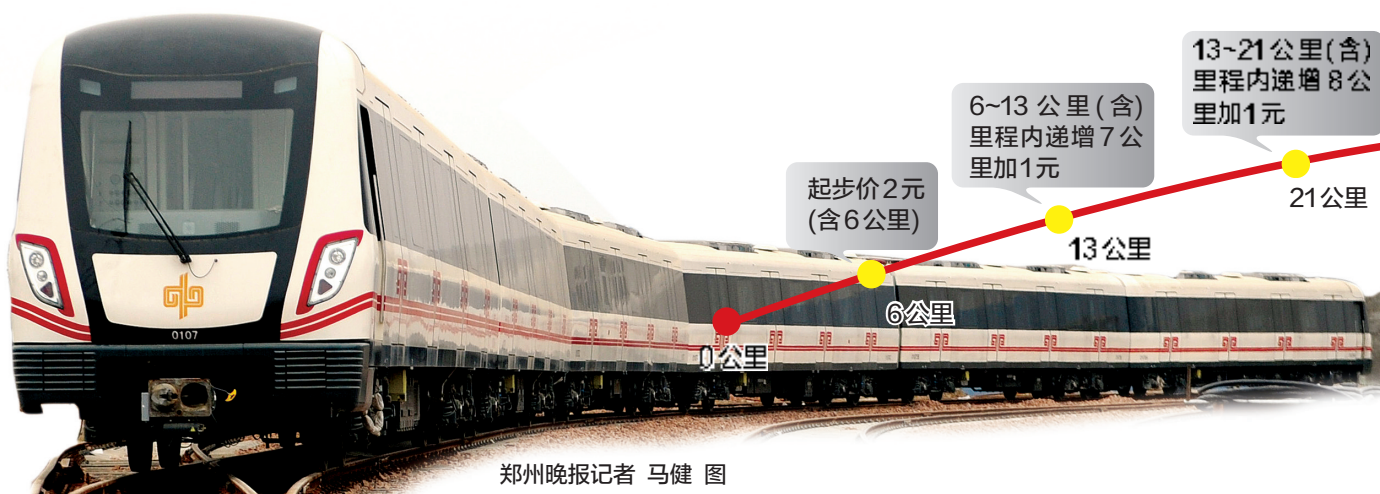 13~21公里(含)
里程内递增8公
里加1元
6~13公里(含)
里程内递增7公
里加1元
起步价2元
(含6公里)
21公里
13公里
6公里
0公里
0107
郑州晚报记者 马健 图